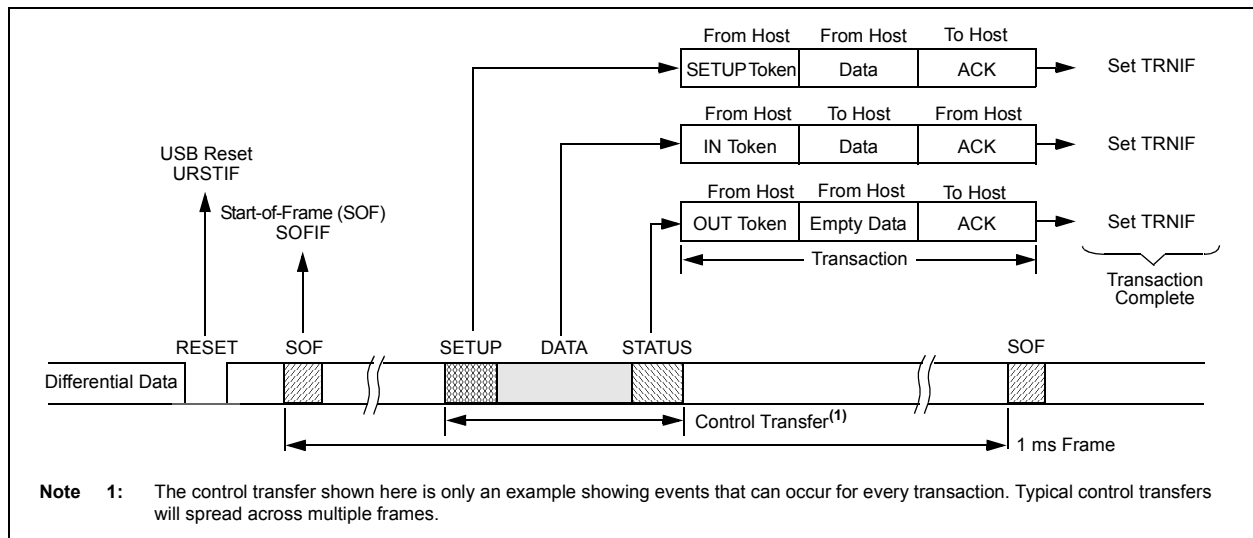 From Host From Host To Host
SETUP Token Data ACK Set TRNIF
From Host To Host From Host
IN Token Data ACK Set TRNIF
From Host From Host To Host
OUT Token Empty Data ACK Set TRNIF
Transaction
Transaction
Complete
USB Reset
URSTIF
Start-of-Frame (SOF)
SOFIF
RESET SOF SETUP DATA STATUS SOF
Differential Data
Control Transfer(1)
1 ms Frame
Note 1: The control transfer shown here is only an example showing events that can occur for every transaction. Typical control transfers
will spread across multiple frames.